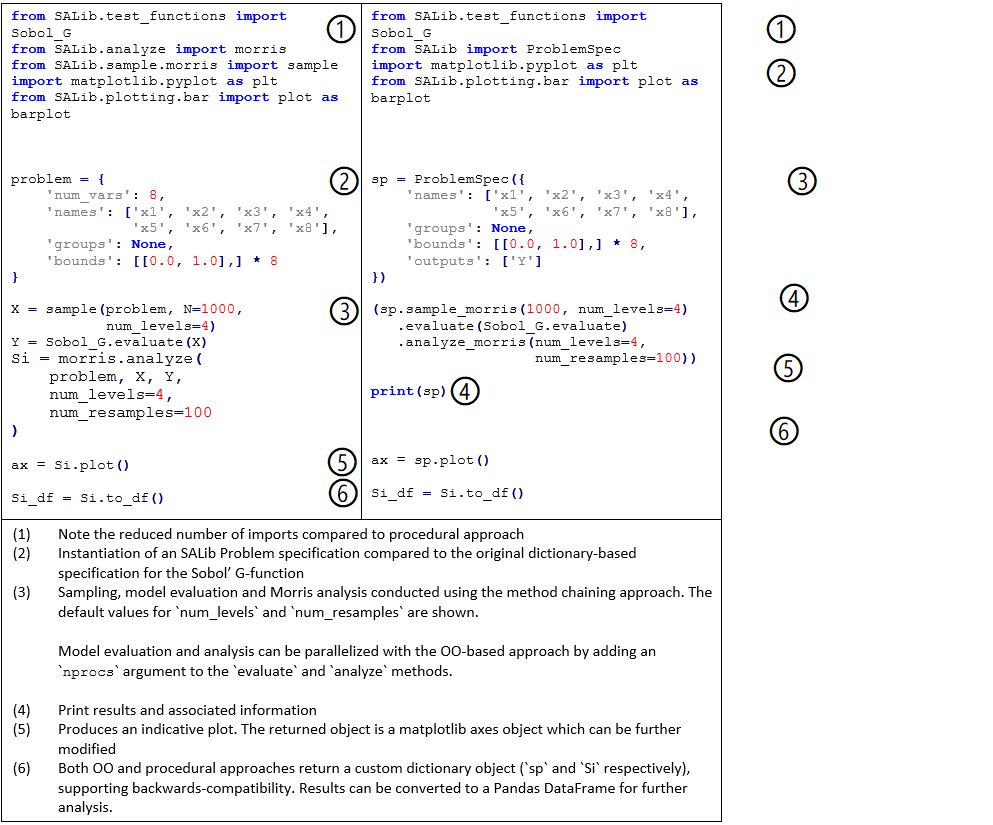 from SALib.test_functions import
Sobol_G
from SALib.analyze import morris
from SALib.sample.morris import sample
import matplotlib.pyplot as plt
from SALib.plotting.bar import plot as
barplot
①
problem = {
'num_vars': 8,
'names': ['x1', 'x2', 'x3', 'x4',
'x5', 'x6', 'x7', 'x8'],
'groups': None,
'bounds': [[0.0, 1.0],] * 8
}
②
X = sample(problem, N=1000,
num_levels=4)
Y = Sobol_G.evaluate(X)
Si = morris.analyze(
problem, X, Y,
num_levels=4,
num_resamples=100
)
③
ax = Si.plot()
⑤
Si_df = Si.to_df()
⑥
from SALib.test_functions import
Sobol_G
from SALib import ProblemSpec
import matplotlib.pyplot as plt
from SALib.plotting.bar import plot as
barplot
sp = ProblemSpec({
'names': ['x1', 'x2', 'x3', 'x4',
'x5', 'x6', 'x7', 'x8'],
'groups': None,
'bounds': [[0.0, 1.0],] * 8,
'outputs': ['Y']
})
(sp.sample_morris(1000, num_levels=4)
.evaluate(Sobol_G.evaluate)
.analyze_morris(num_levels=4,
num_resamples=100))
print(sp) ④
ax = sp.plot()
Si_df = Si.to_df()
①
②
③
④
⑤
⑥
(1) Note the reduced number of imports compared to procedural approach
(2) Instantiation of an SALib Problem specification compared to the original dictionary-based
specification for the Sobol’ G-function
(3) Sampling, model evaluation and Morris analysis conducted using the method chaining approach. The
default values for `num_levels` and `num_resamples` are shown.
Model evaluation and analysis can be parallelized with the OO-based approach by adding an
`nprocs` argument to the `evaluate` and `analyze` methods.
(4) Print results and associated information
(5) Produces an indicative plot. The returned object is a matplotlib axes object which can be further
modified
(6) Both OO and procedural approaches return a custom dictionary object (`sp` and `Si` respectively),
supporting backwards-compatibility. Results can be converted to a Pandas DataFrame for further
analysis.